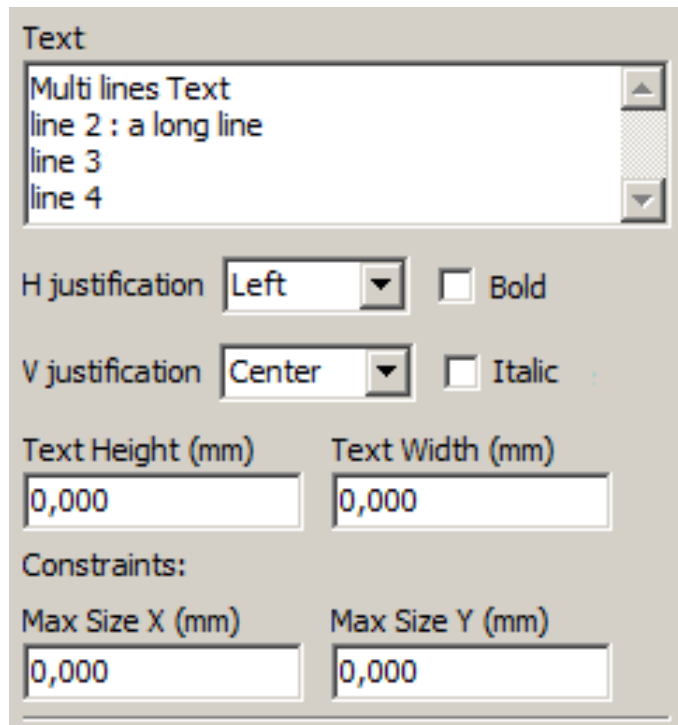 Text
Multi lines Text
line 2 : a long line
line 3
line 4
H justification Left Bold
V justification Center Italic
Text Height (mm) Text Width (mm)
0,000 0,000
Constraints:
Max Size X (mm) Max Size Y (mm)
0,000 0,000